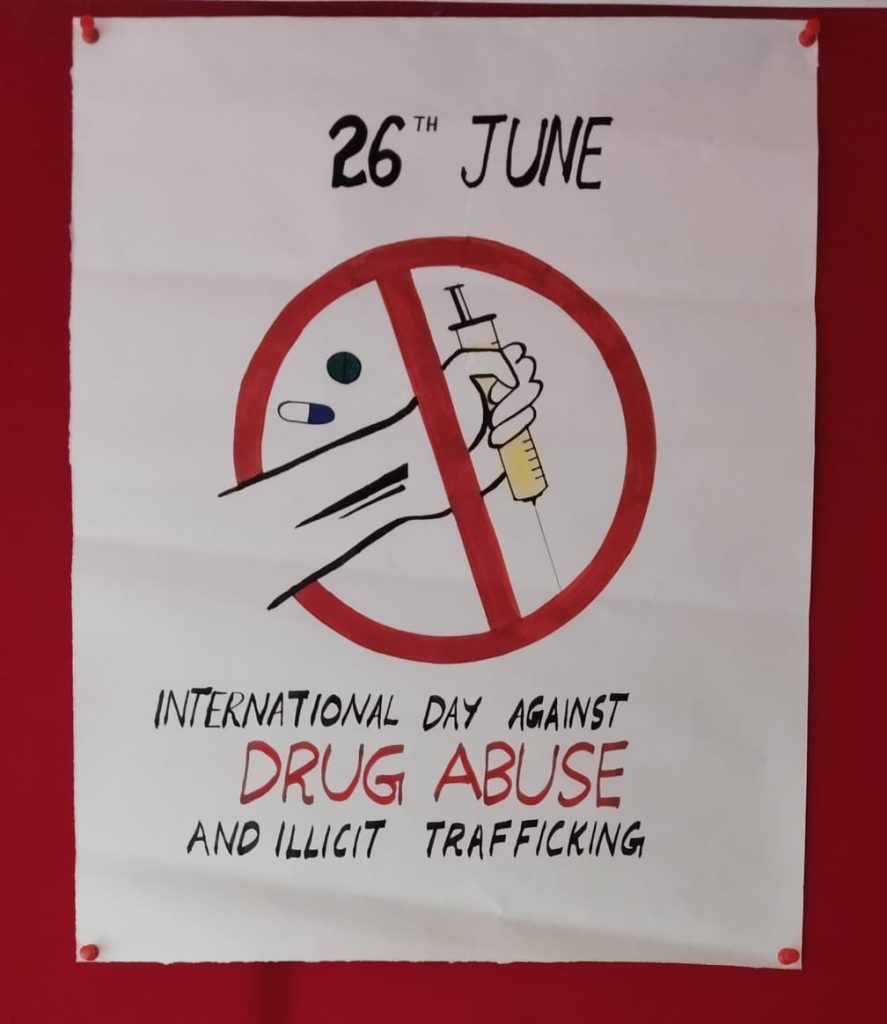 26TH JUNE
INTERNATIONAL DAY AGAINST
DRUG ABUSE
AND ILLICIT TRAFFICKING